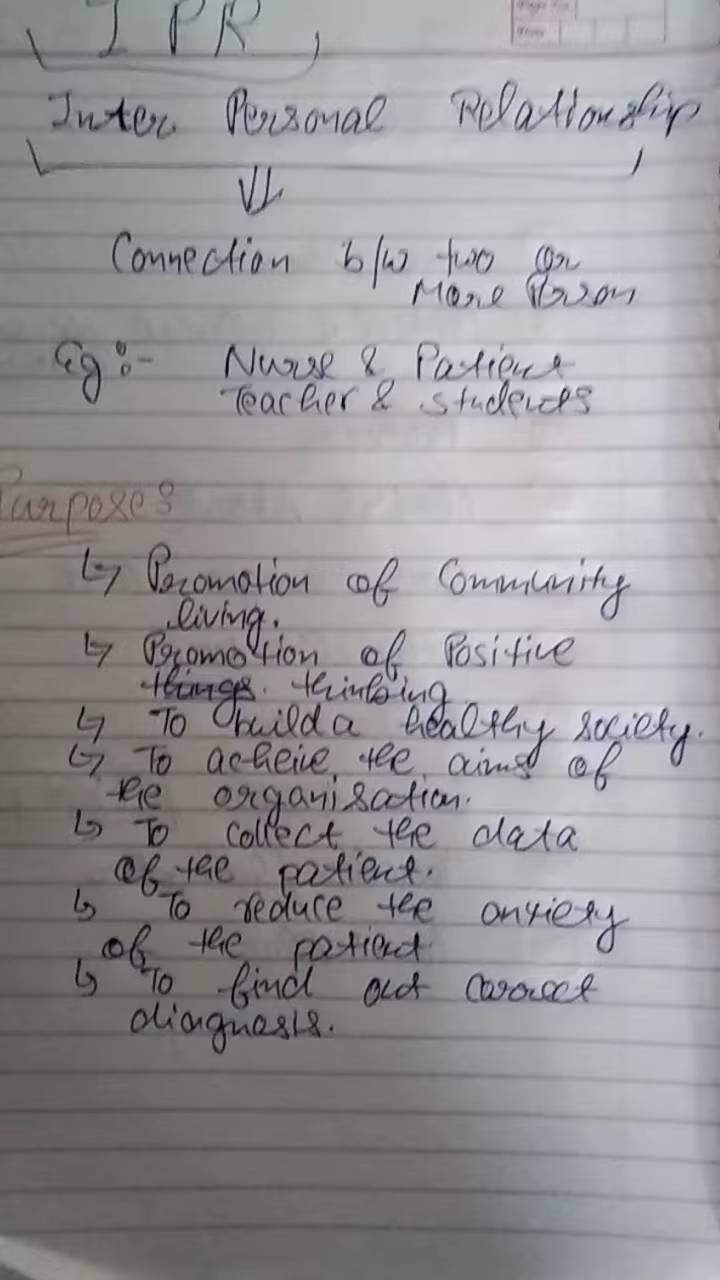 IPR
Inter Personal Relationship
Connection b/w two or
More Person
Eg :- Nurse & Patient
Teacher & students
Purposes
↳ Promotion of Community
living.
↳ Promotion of Positive
things. thinking
↳ To build a healthy society.
↳ To acheive the aims of
the organisation.
↳ To collect the data
of the patient.
↳ To reduce the anxiety
of the patient.
↳ To find out correct
diagnosis.